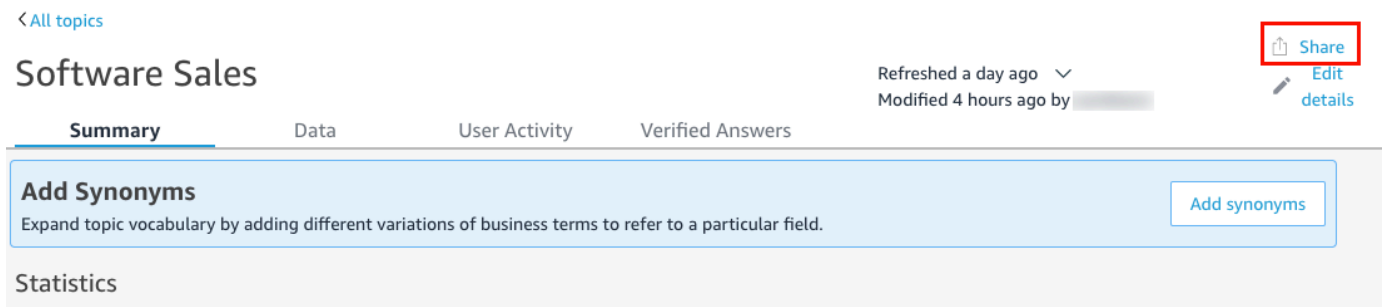 All topics
Share
Software Sales
Refreshed a day ago
Edit
details
Modified 4 hours ago by
Summary
Data
User Activity
Verified Answers
Add Synonyms
Expand topic vocabulary by adding different variations of business terms to refer to a particular field.
Add synonyms
Statistics